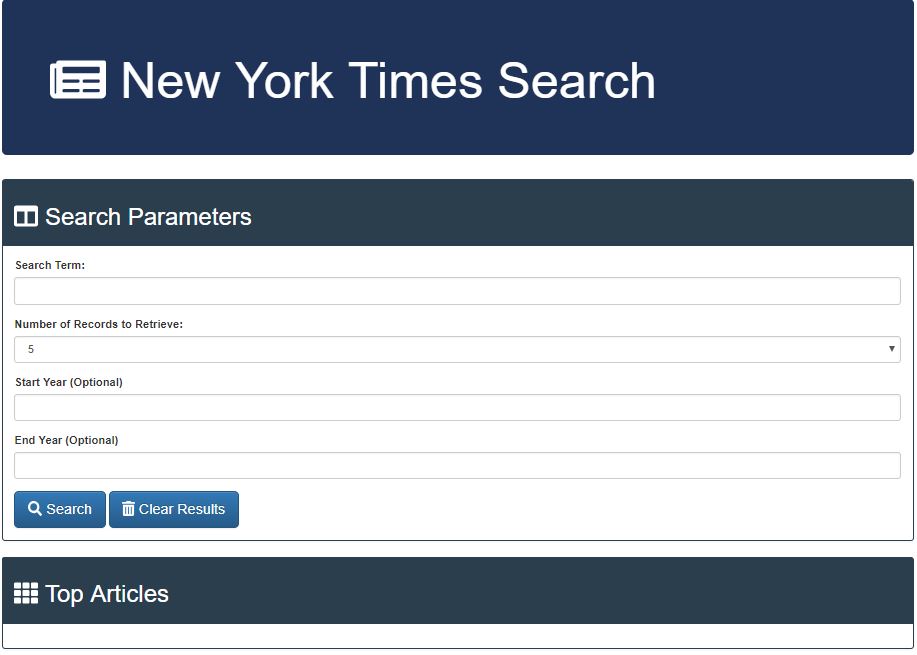 New York Times Search
Search Parameters
Search Term:
Number of Records to Retrieve:
5
Start Year (Optional)
End Year (Optional)
Search Clear Results
Top Articles